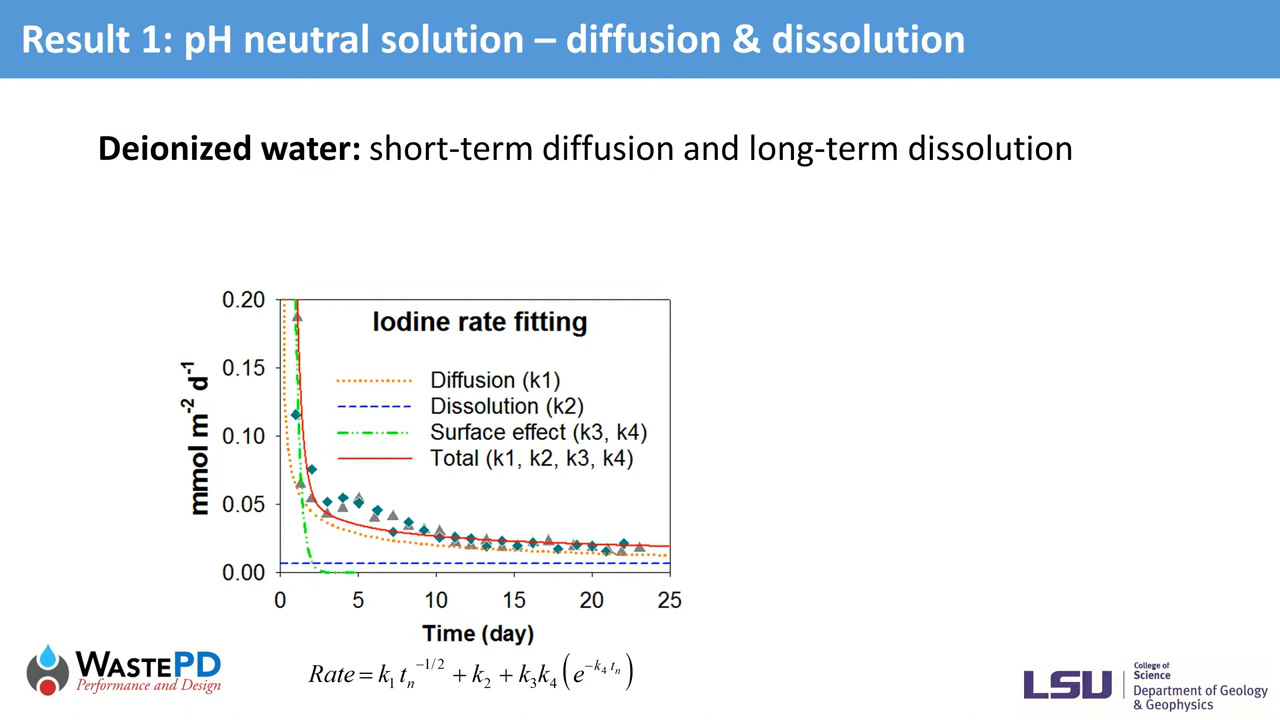 Result 1: pH neutral solution – diffusion & dissolution
Deionized water: short-term diffusion and long-term dissolution
Iodine rate fitting
Diffusion (k1)
Dissolution (k2)
Surface effect (k3, k4)
Total (k1, k2, k3, k4)
mmol m⁻² d⁻¹
0.20
0.15
0.10
0.05
0.00
0 5 10 15 20 25
Time (day)
Rate = k₁ tₙ^(−1/2) + k₂ + k₃k₄ (e^(−k₄ tₙ))
WASTEPD
Performance and Design
LSU
College of
Science
Department of Geology
& Geophysics